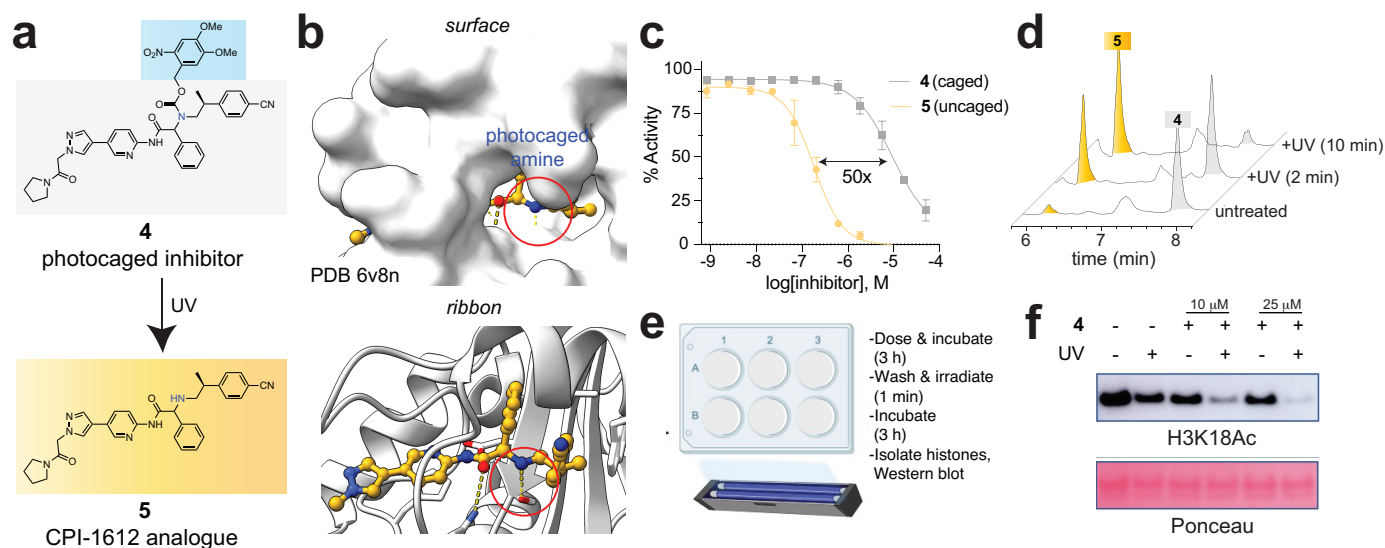 a
OMe
NO₂
OMe
O
O
N
CN
O
N
N
N
NH
N
O
4
photocaged inhibitor
UV
HN
CN
O
N
N
N
NH
N
O
5
CPI-1612 analogue
b
surface
photocaged
amine
PDB 6v8n
ribbon
c
100
75
50
25
0
% Activity
4 (caged)
5 (uncaged)
50x
-9 -8 -7 -6 -5 -4
log[inhibitor], M
d
5
4
+UV (10 min)
+UV (2 min)
untreated
6 7 8
time (min)
e
1 2 3
A
B
-Dose & incubate
(3 h)
-Wash & irradiate
(1 min)
-Incubate
(3 h)
-Isolate histones,
Western blot
f
10 μM 25 μM
4 - - + + + +
UV - + - + - +
H3K18Ac
Ponceau